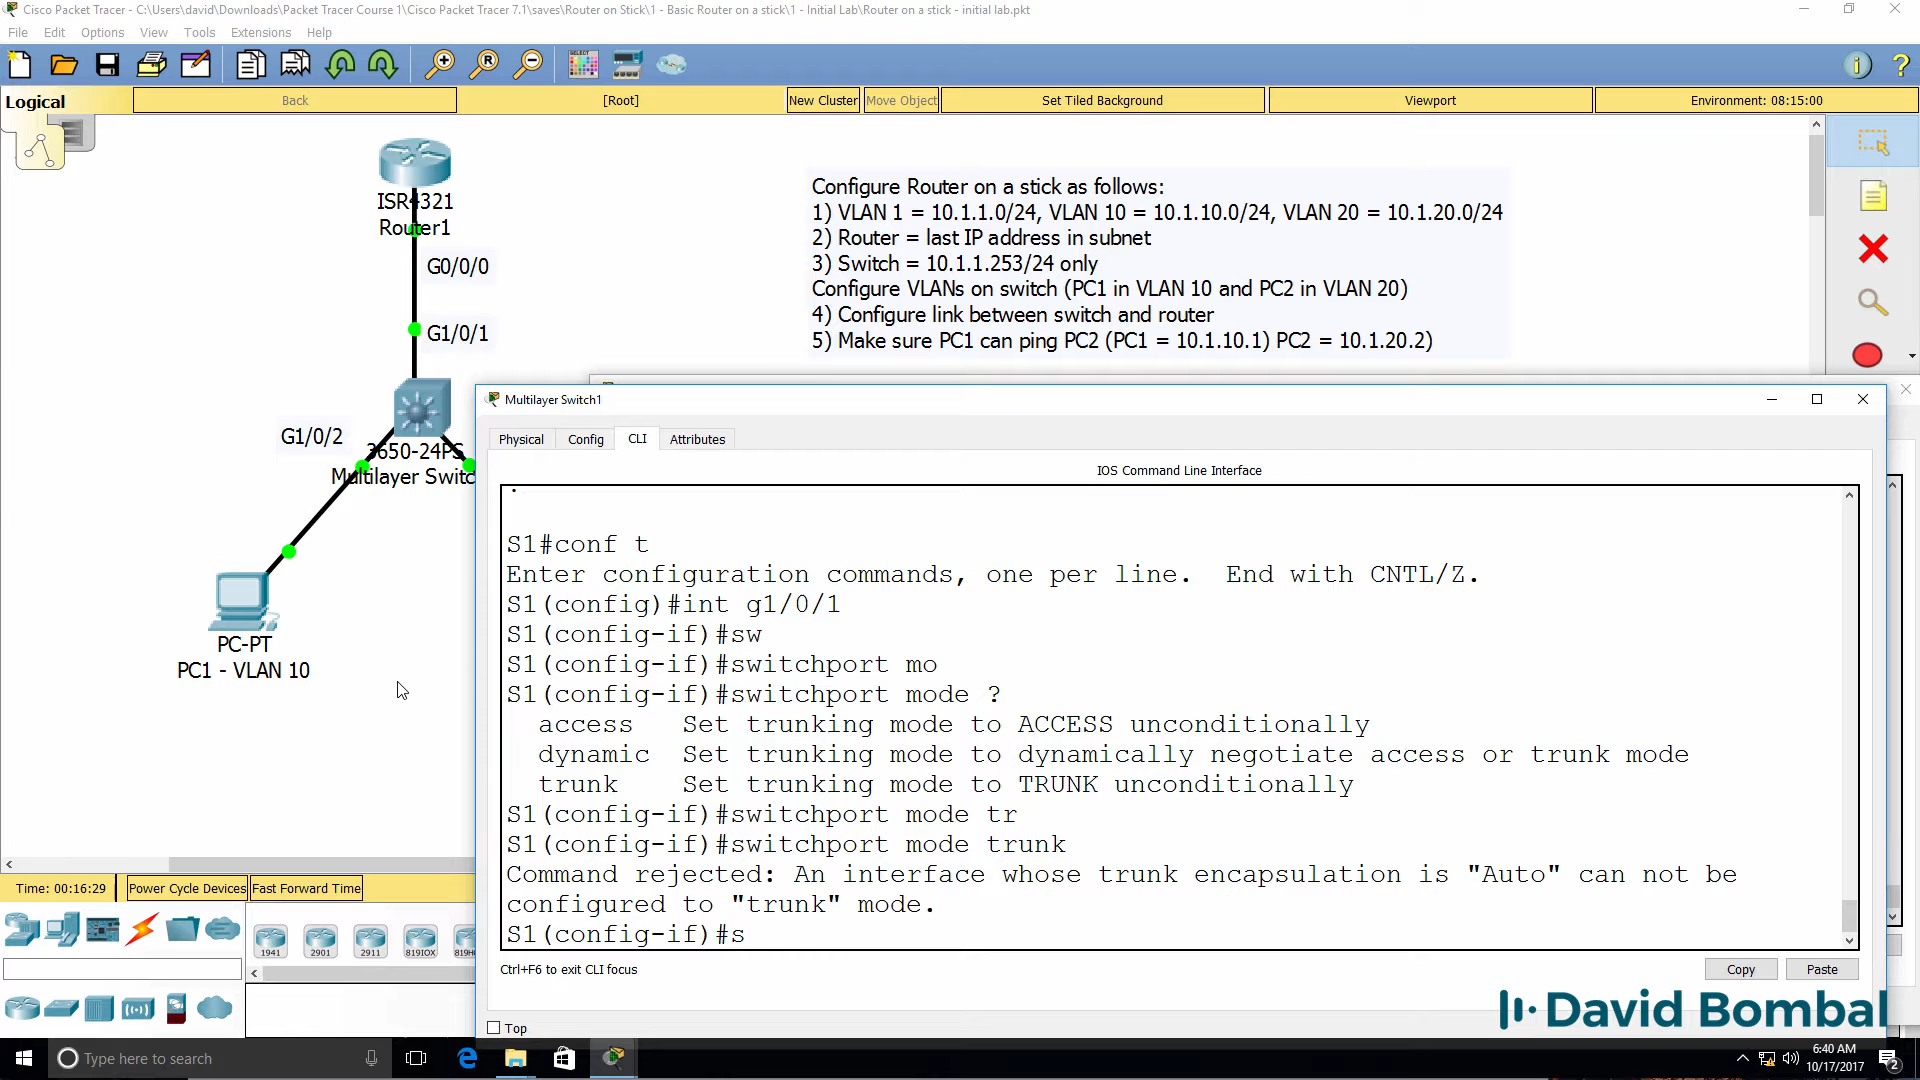 Cisco Packet Tracer - C:\Users\david\Downloads\Packet Tracer Course 1\Cisco Packet Tracer 7.1\saves\Router on Stick\1 - Basic Router on a stick\1 - Initial Lab\Router on a stick - initial lab.pkt
File Edit Options View Tools Extensions Help
Logical Back [Root] New Cluster Move Object Set Tiled Background Viewport Environment: 08:15:00
ISR4321
Router1
G0/0/0
G1/0/1
G1/0/2
3650-24PS
Multilayer Switc
PC-PT
PC1 - VLAN 10
Configure Router on a stick as follows:
1) VLAN 1 = 10.1.1.0/24, VLAN 10 = 10.1.10.0/24, VLAN 20 = 10.1.20.0/24
2) Router = last IP address in subnet
3) Switch = 10.1.1.253/24 only
Configure VLANs on switch (PC1 in VLAN 10 and PC2 in VLAN 20)
4) Configure link between switch and router
5) Make sure PC1 can ping PC2 (PC1 = 10.1.10.1) PC2 = 10.1.20.2)
Multilayer Switch1
Physical Config CLI Attributes
IOS Command Line Interface
S1#conf t
Enter configuration commands, one per line.  End with CNTL/Z.
S1(config)#int g1/0/1
S1(config-if)#sw
S1(config-if)#switchport mo
S1(config-if)#switchport mode ?
access Set trunking mode to ACCESS unconditionally
dynamic Set trunking mode to dynamically negotiate access or trunk mode
trunk Set trunking mode to TRUNK unconditionally
S1(config-if)#switchport mode tr
S1(config-if)#switchport mode trunk
Command rejected: An interface whose trunk encapsulation is "Auto" can not be
configured to "trunk" mode.
S1(config-if)#s
Ctrl+F6 to exit CLI focus
Copy Paste
Top
Time: 00:16:29 Power Cycle Devices Fast Forward Time
1941 2901 2911 819IOX
David Bombal
Type here to search
6:40 AM
10/17/2017
2